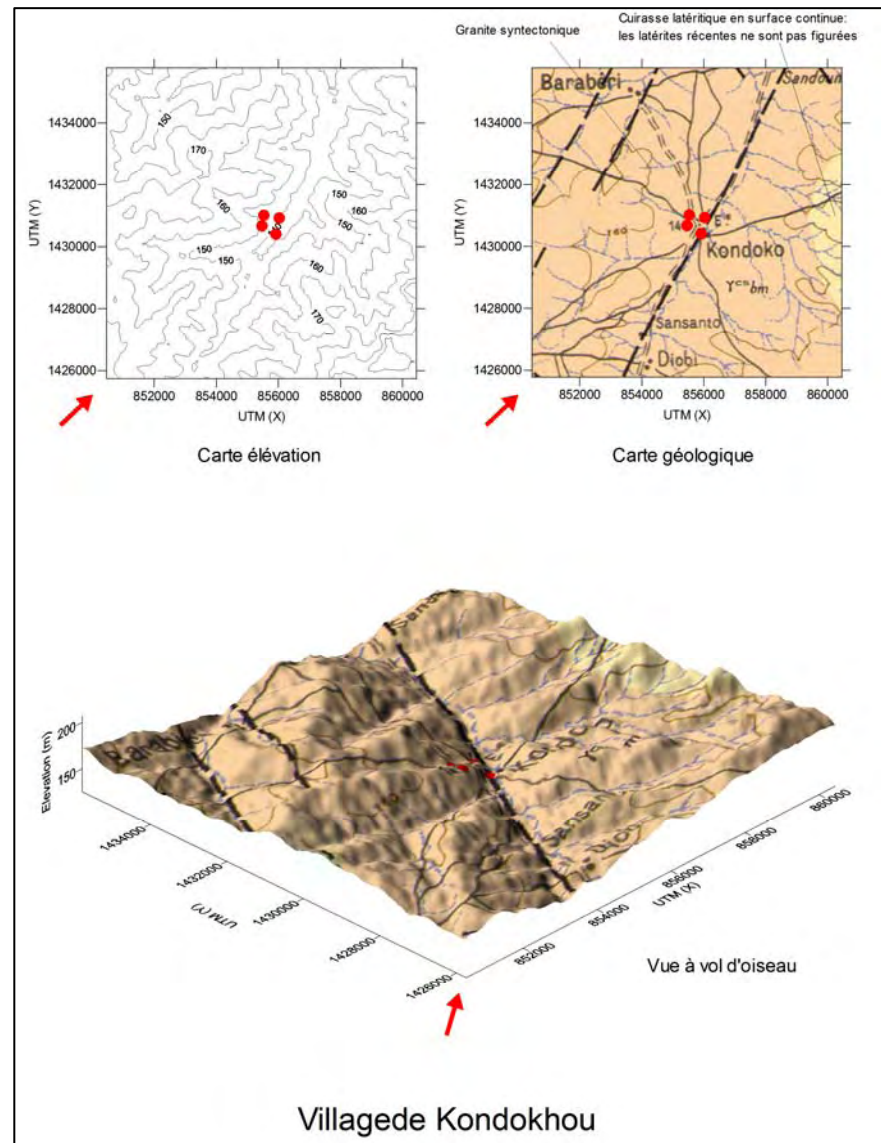 Granite syntectonique
Cuirasse latéritique en surface continue:
les latérites récentes ne sont pas figurées
1434000
1432000
1430000
1428000
1426000
UTM (Y)
150
170
160
150
150
160
150
160
170
852000 854000 856000 858000 860000
UTM (X)
Carte élévation
1434000
1432000
1430000
1428000
1426000
UTM (Y)
Barabéri
Sandoun
Kondoko
Sansanto
Diobi
852000 854000 856000 858000 860000
UTM (X)
Carte géologique
Elevation (m)
200
150
1434000
1432000
1430000
1428000
1426000
UTM (Y)
852000
854000
856000
858000
860000
UTM (X)
Vue à vol d'oiseau
Villagede Kondokhou